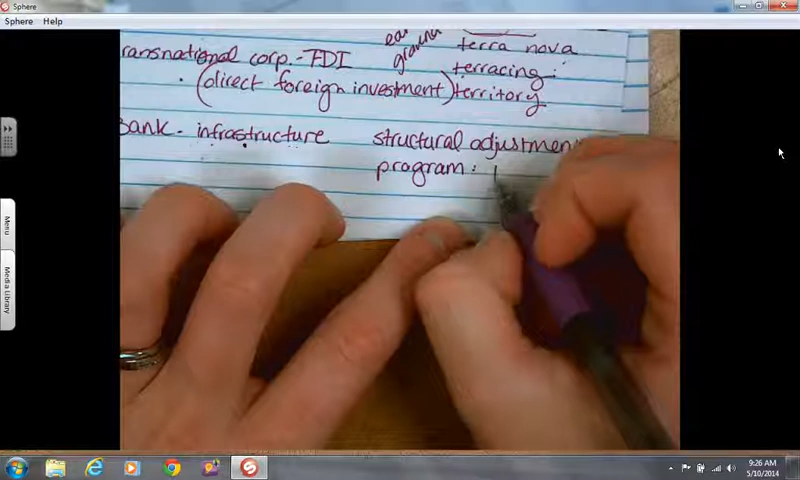 Sphere
Sphere Help
ransnational corp. - FDI
(direct foreign investment)
Bank - infrastructure
terra nova
terracing :
territory
structural adjustment
program :
Menu
Media Library
9:26 AM
5/10/2014